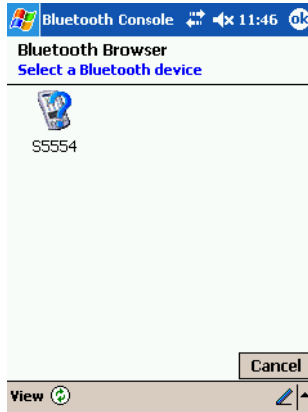 Bluetooth Console 11:46 ok
Bluetooth Browser
Select a Bluetooth device
S5554
Cancel
View